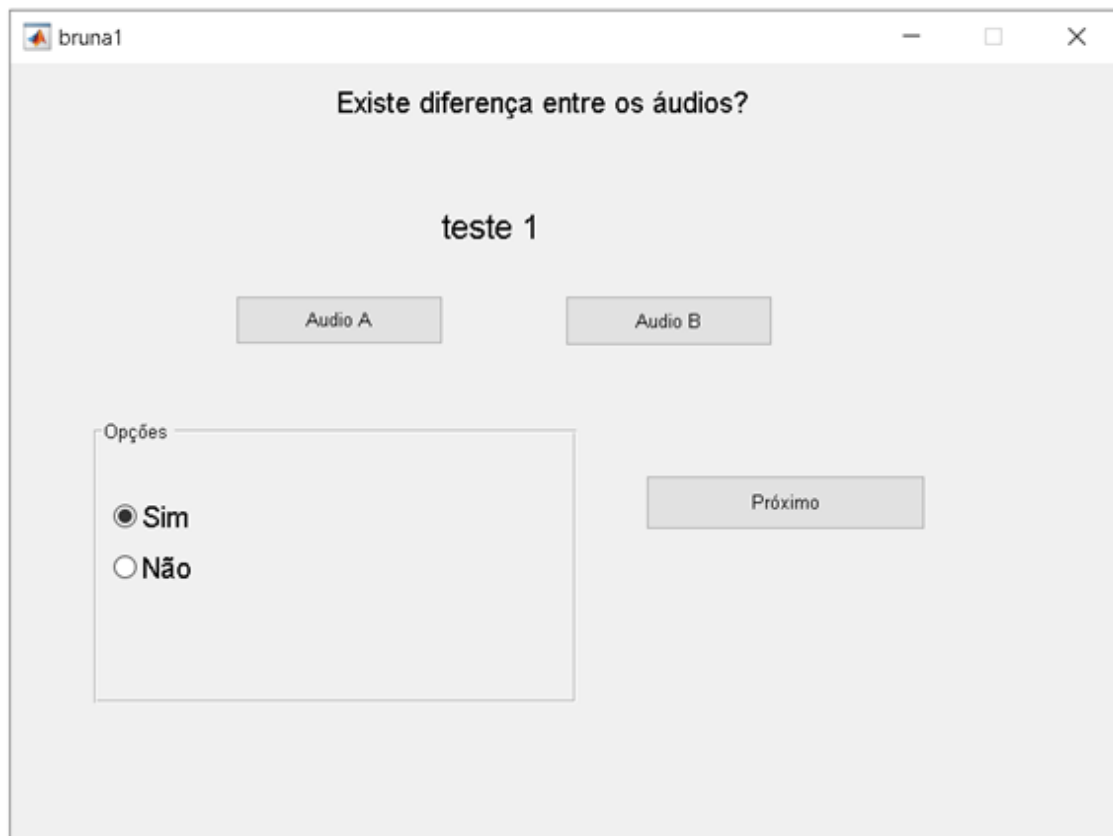 bruna1
Existe diferença entre os áudios?
teste 1
Audio A
Audio B
Opções
Sim
Não
Próximo